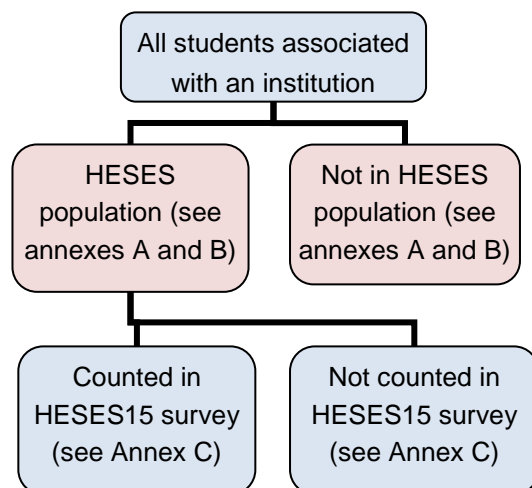 All students associated
with an institution
HESES
population (see
annexes A and B)
Not in HESES
population (see
annexes A and B)
Counted in
HESES15 survey
(see Annex C)
Not counted in
HESES15 survey
(see Annex C)